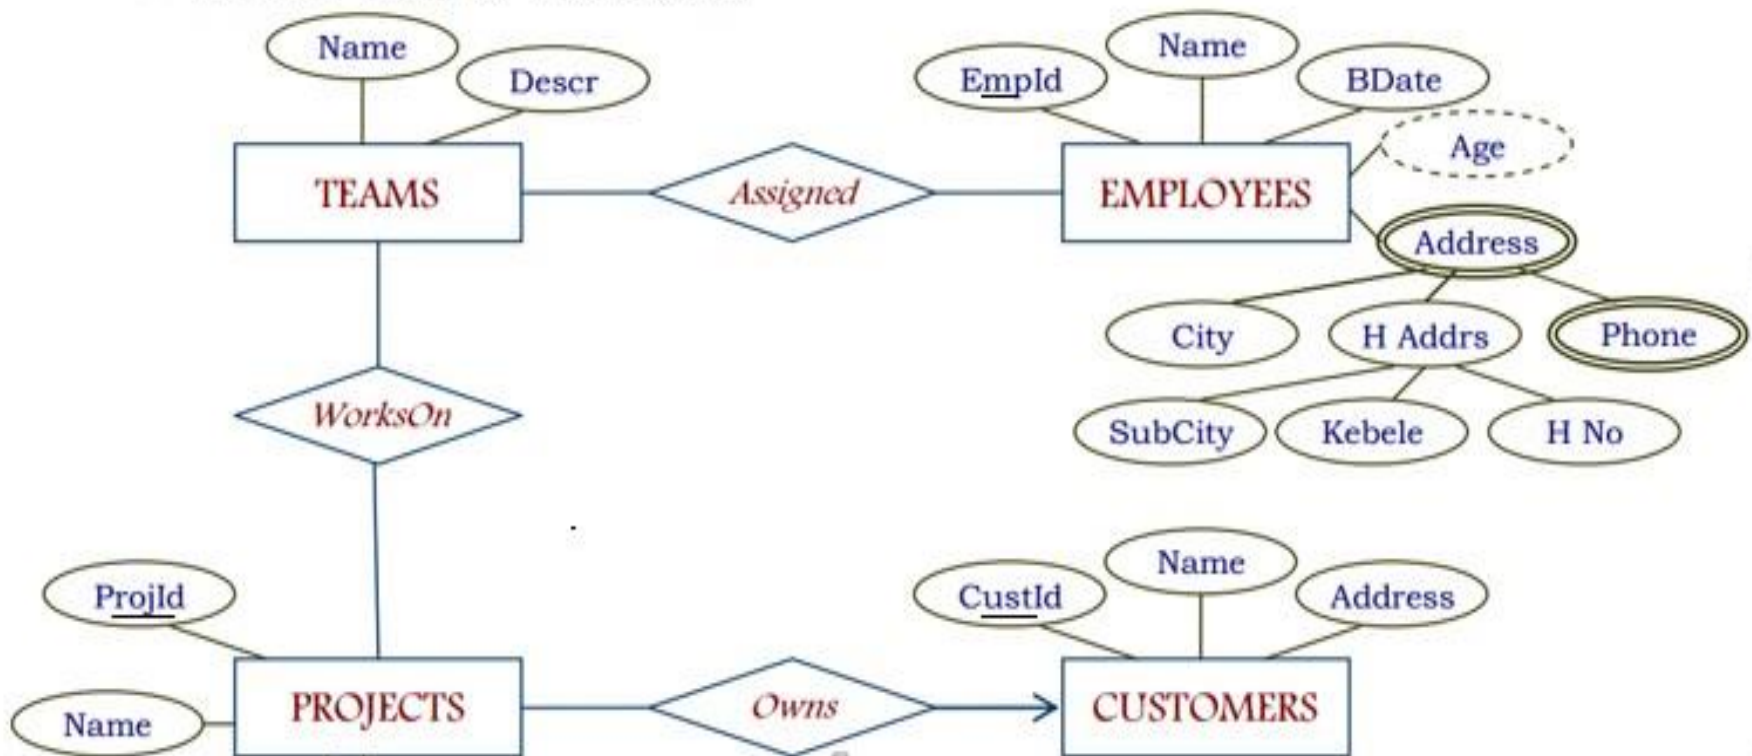 Name
Descr
TEAMS
Assigned
EmpId
Name
BDate
Age
EMPLOYEES
Address
City
H Addrs
Phone
SubCity
Kebele
H No
WorksOn
ProjId
Name
PROJECTS
Owns
CustId
Name
Address
CUSTOMERS